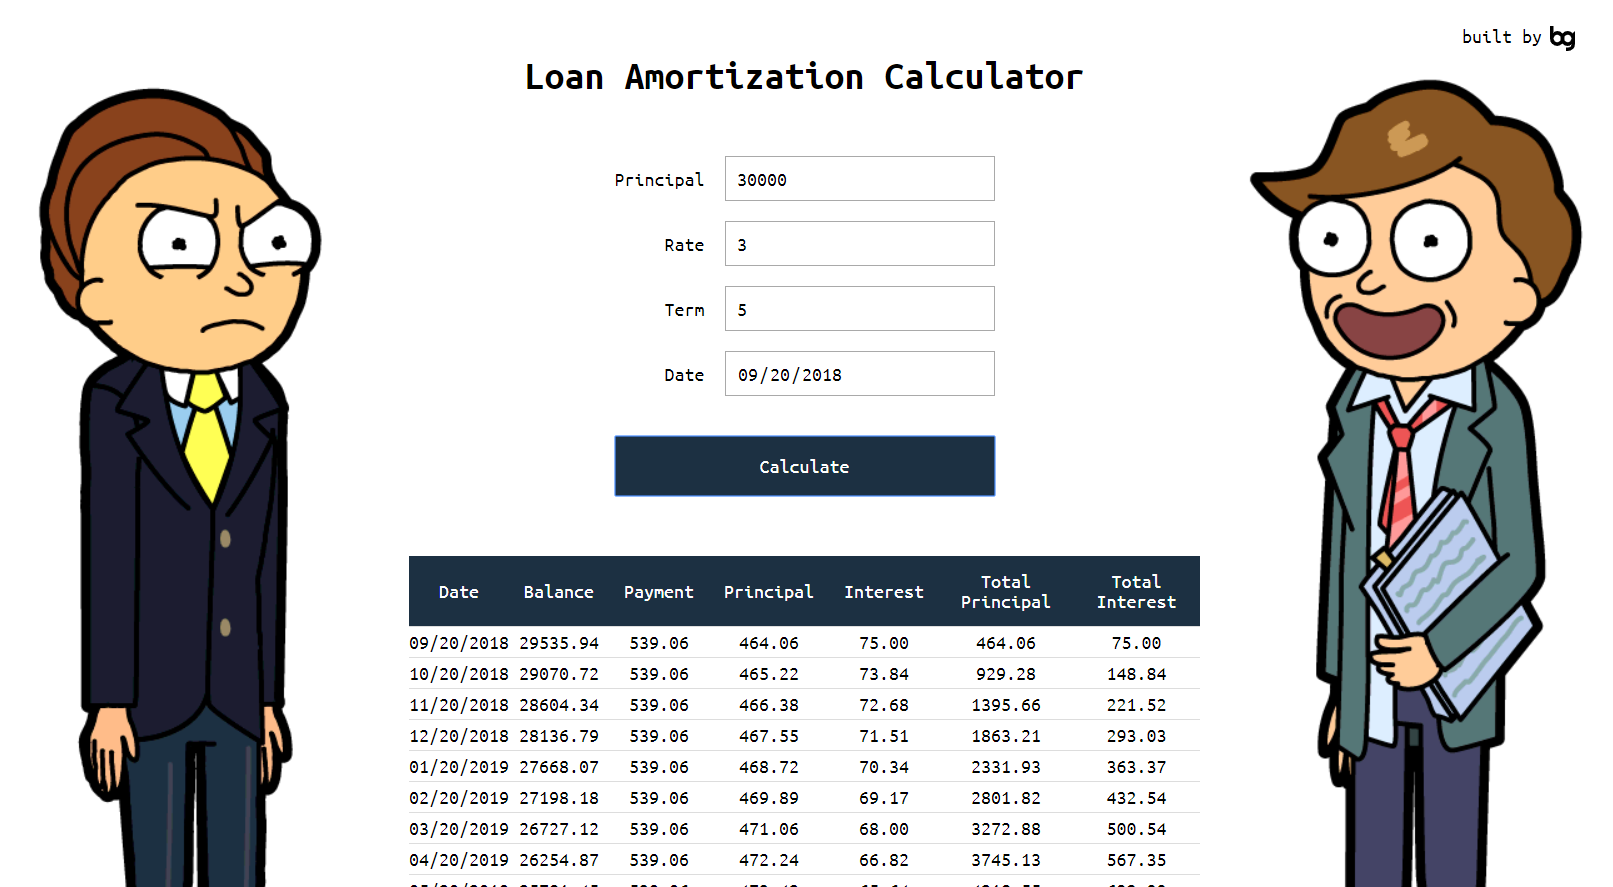 built by bg
Loan Amortization Calculator
Principal 30000
Rate 3
Term 5
Date 09/20/2018
Calculate
Date Balance Payment Principal Interest Total Principal Total Interest
09/20/2018 29535.94 539.06 464.06 75.00 464.06 75.00
10/20/2018 29070.72 539.06 465.22 73.84 929.28 148.84
11/20/2018 28604.34 539.06 466.38 72.68 1395.66 221.52
12/20/2018 28136.79 539.06 467.55 71.51 1863.21 293.03
01/20/2019 27668.07 539.06 468.72 70.34 2331.93 363.37
02/20/2019 27198.18 539.06 469.89 69.17 2801.82 432.54
03/20/2019 26727.12 539.06 471.06 68.00 3272.88 500.54
04/20/2019 26254.87 539.06 472.24 66.82 3745.13 567.35